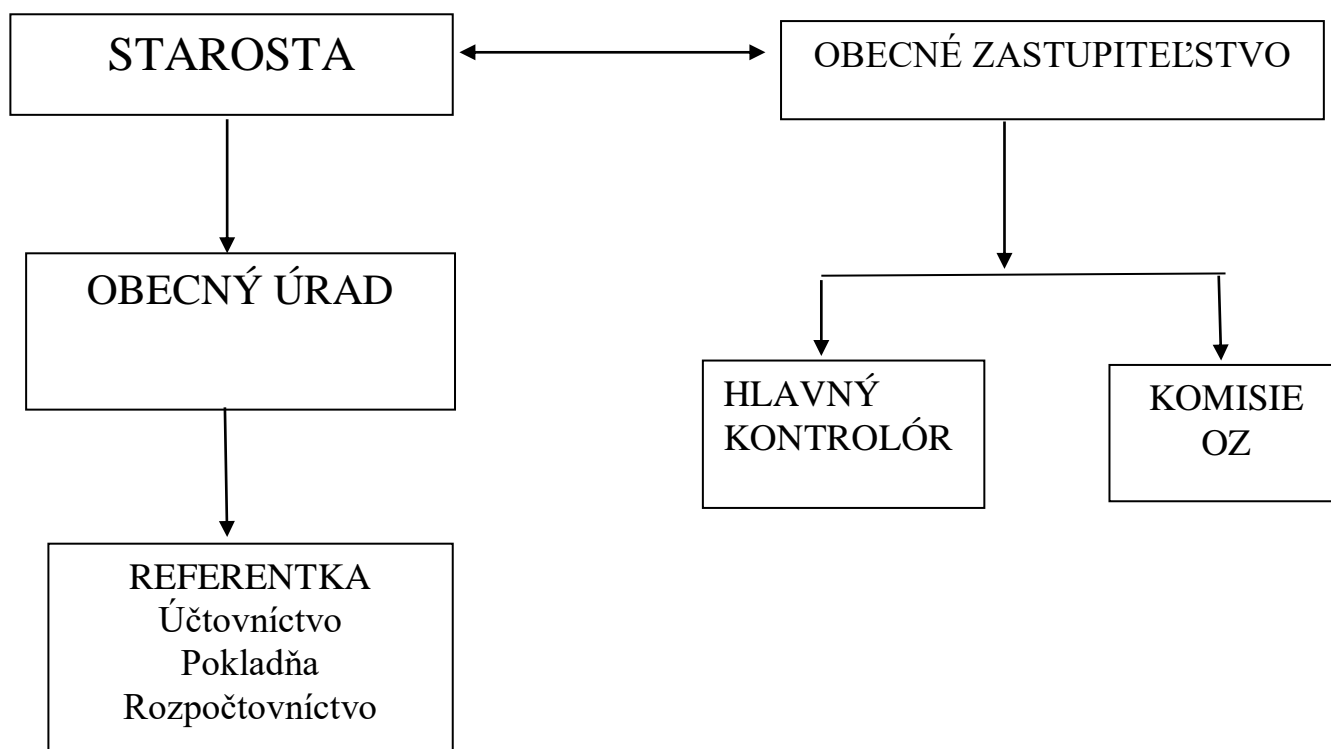 STAROSTA
OBECNÉ ZASTUPITEĽSTVO
OBECNÝ ÚRAD
HLAVNÝ
KONTROLÓR
KOMISIE
OZ
REFERENTKA
Účtovníctvo
Pokladňa
Rozpočtovníctvo